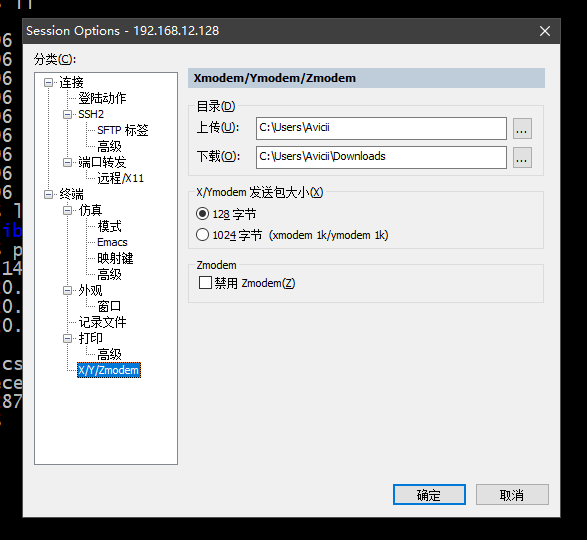 Session Options - 192.168.12.128
分类(C):
连接
登陆动作
SSH2
SFTP 标签
高级
端口转发
远程/X11
终端
仿真
模式
Emacs
映射键
高级
外观
窗口
记录文件
打印
高级
X/Y/Zmodem
Xmodem/Ymodem/Zmodem
目录(D)
上传(U): C:\Users\Avicii ...
下载(O): C:\Users\Avicii\Downloads ...
X/Ymodem 发送包大小(X)
128 字节
1024 字节 (xmodem 1k/ymodem 1k)
Zmodem
禁用 Zmodem(Z)
确定 取消